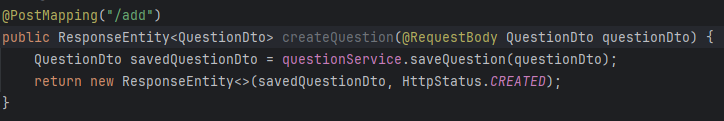 @PostMapping("/add")
public ResponseEntity<QuestionDto> createQuestion(@RequestBody QuestionDto questionDto) {
    QuestionDto savedQuestionDto = questionService.saveQuestion(questionDto);
    return new ResponseEntity<>(savedQuestionDto, HttpStatus.CREATED);
}